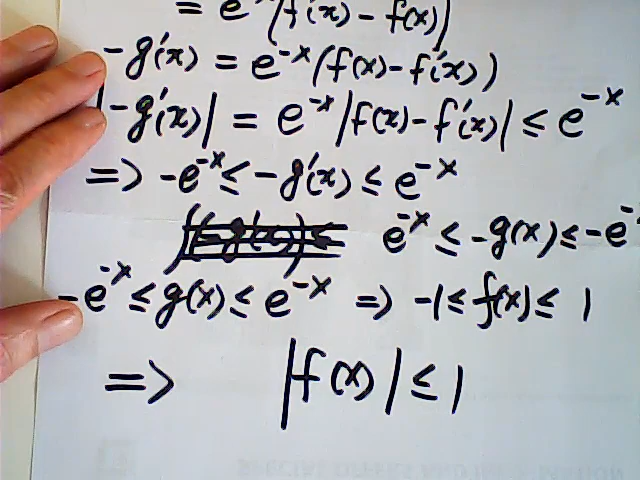 = e⁻ˣ(f'(x) - f(x))
-g'(x) = e⁻ˣ(f(x) - f'(x))
|-g'(x)| = e⁻ˣ|f(x) - f'(x)| ≤ e⁻ˣ
=> -e⁻ˣ ≤ -g'(x) ≤ e⁻ˣ
e⁻ˣ ≤ -g(x) ≤ -e⁻
-e⁻ˣ ≤ g(x) ≤ e⁻ˣ => -1 ≤ f(x) ≤ 1
=> |f(x)| ≤ 1